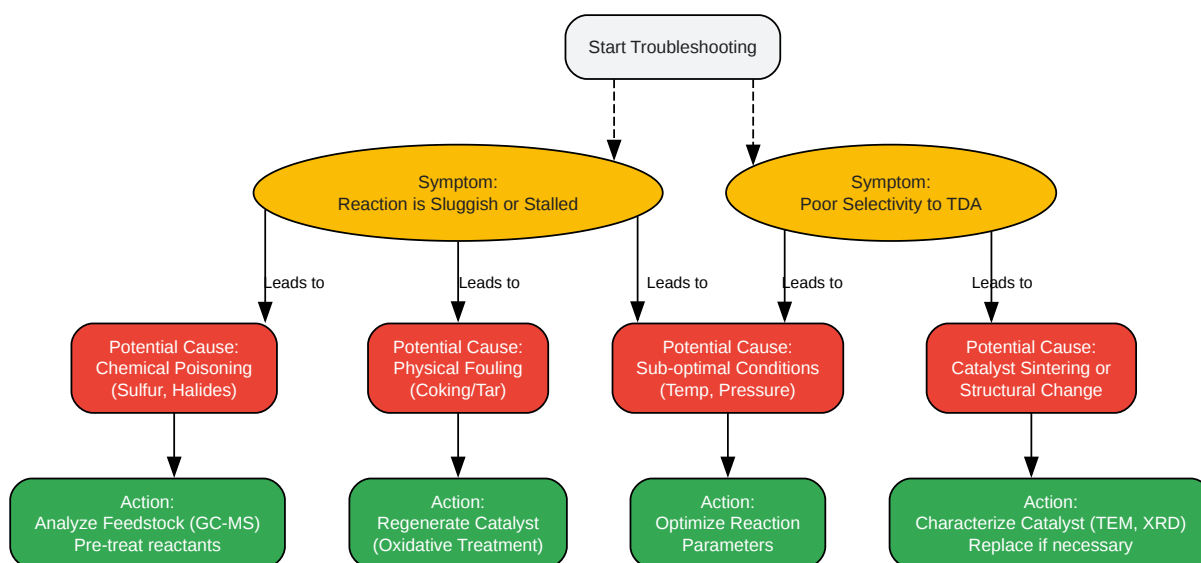 Start Troubleshooting
Symptom:
Reaction is Sluggish or Stalled
Symptom:
Poor Selectivity to TDA
Leads to
Leads to
Leads to
Leads to
Leads to
Potential Cause:
Chemical Poisoning
(Sulfur, Halides)
Potential Cause:
Physical Fouling
(Coking/Tar)
Potential Cause:
Sub-optimal Conditions
(Temp, Pressure)
Potential Cause:
Catalyst Sintering or
Structural Change
Action:
Analyze Feedstock (GC-MS)
Pre-treat reactants
Action:
Regenerate Catalyst
(Oxidative Treatment)
Action:
Optimize Reaction
Parameters
Action:
Characterize Catalyst (TEM, XRD)
Replace if necessary